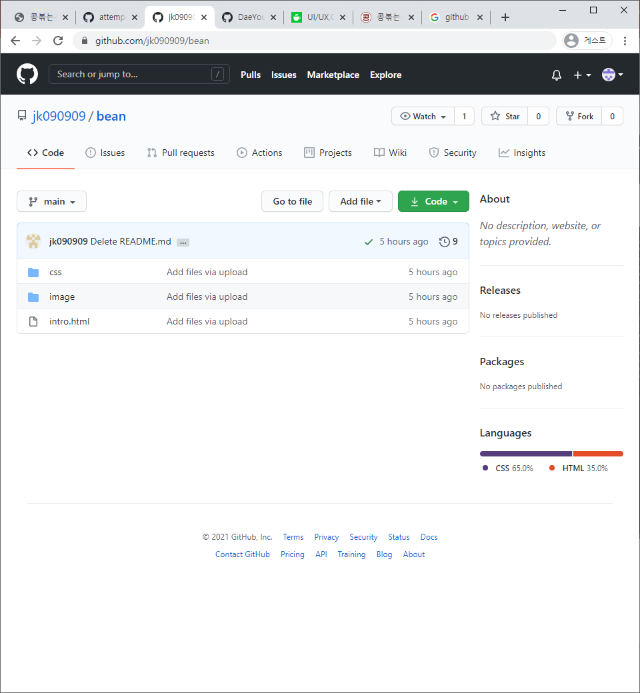 공볶는
attemp
jk09090
DaeYou
UI/UX,C
콩볶는
github
github.com/jk090909/bean
게스트
Search or jump to...
/
Pulls
Issues
Marketplace
Explore
jk090909 / bean
Watch
1
Star
0
Fork
0
Code
Issues
Pull requests
Actions
Projects
Wiki
Security
Insights
main
Go to file
Add file
Code
jk090909 Delete README.md ...
5 hours ago
9
css
Add files via upload
5 hours ago
image
Add files via upload
5 hours ago
intro.html
Add files via upload
5 hours ago
About
No description, website, or
topics provided.
Releases
No releases published
Packages
No packages published
Languages
CSS 65.0%
HTML 35.0%
© 2021 GitHub, Inc.
Terms
Privacy
Security
Status
Docs
Contact GitHub
Pricing
API
Training
Blog
About